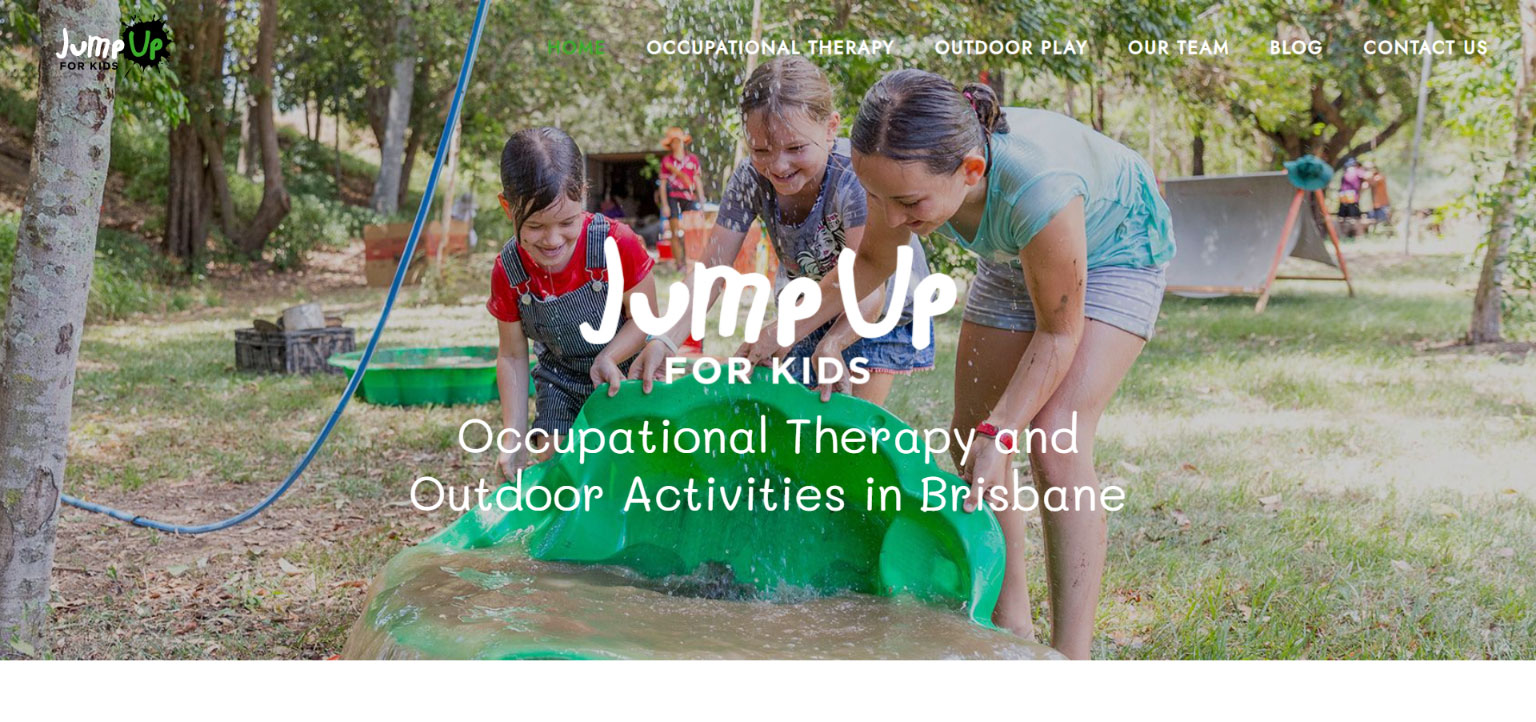 Jump Up
FOR KIDS
HOME
OCCUPATIONAL THERAPY
OUTDOOR PLAY
OUR TEAM
BLOG
CONTACT US
Jump Up
FOR KIDS
Occupational Therapy and
Outdoor Activities in Brisbane